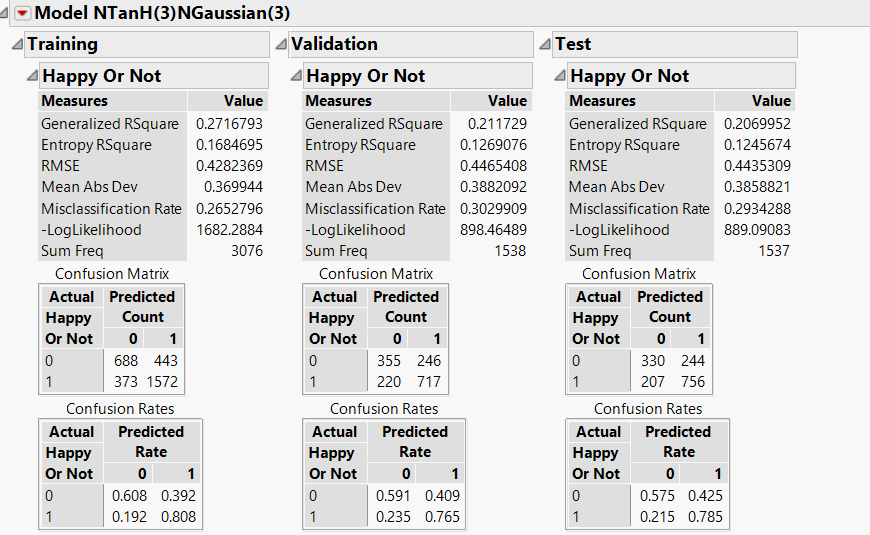 Model NTanH(3)NGaussian(3)
Training
Happy Or Not
Measures Value
Generalized RSquare 0.2716793
Entropy RSquare 0.1684695
RMSE 0.4282369
Mean Abs Dev 0.369944
Misclassification Rate 0.2652796
-LogLikelihood 1682.2884
Sum Freq 3076
Confusion Matrix
Actual Predicted
Happy Count
Or Not 0 1
0 688 443
1 373 1572
Confusion Rates
Actual Predicted
Happy Rate
Or Not 0 1
0 0.608 0.392
1 0.192 0.808
Validation
Happy Or Not
Measures Value
Generalized RSquare 0.211729
Entropy RSquare 0.1269076
RMSE 0.4465408
Mean Abs Dev 0.3882092
Misclassification Rate 0.3029909
-LogLikelihood 898.46489
Sum Freq 1538
Confusion Matrix
Actual Predicted
Happy Count
Or Not 0 1
0 355 246
1 220 717
Confusion Rates
Actual Predicted
Happy Rate
Or Not 0 1
0 0.591 0.409
1 0.235 0.765
Test
Happy Or Not
Measures Value
Generalized RSquare 0.2069952
Entropy RSquare 0.1245674
RMSE 0.4435309
Mean Abs Dev 0.3858821
Misclassification Rate 0.2934288
-LogLikelihood 889.09083
Sum Freq 1537
Confusion Matrix
Actual Predicted
Happy Count
Or Not 0 1
0 330 244
1 207 756
Confusion Rates
Actual Predicted
Happy Rate
Or Not 0 1
0 0.575 0.425
1 0.215 0.785